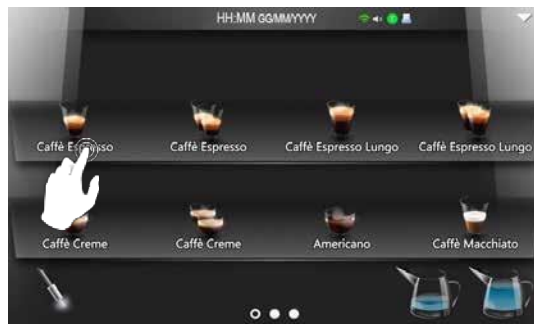 HH:MM GG/MM/YYYY
Caffè Espresso
Caffè Espresso
Caffè Espresso Lungo
Caffè Espresso Lungo
Caffè Creme
Caffè Creme
Americano
Caffè Macchiato